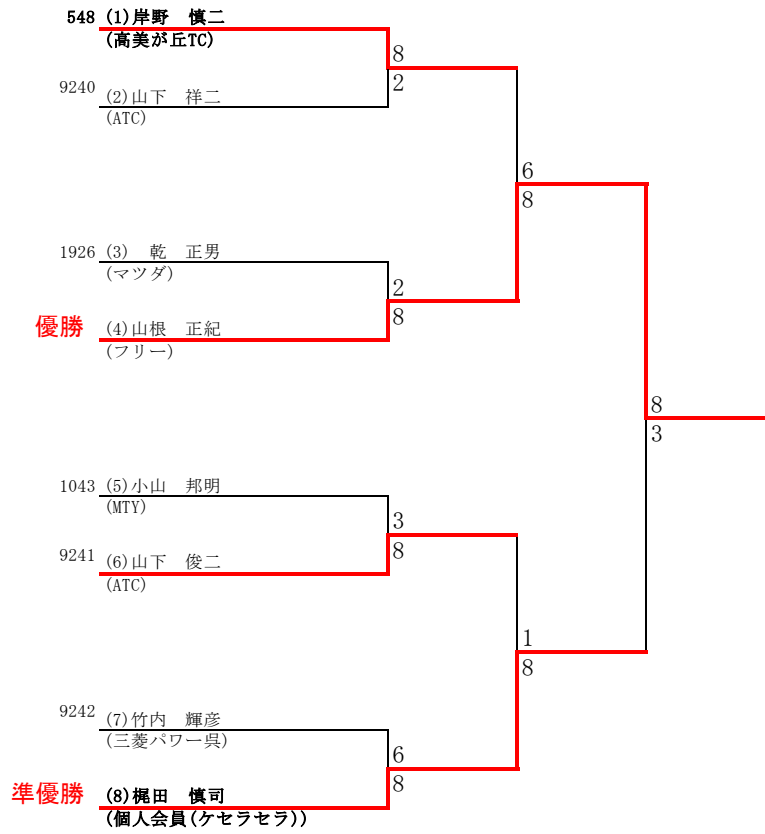 548 (1)岸野　慎二
(高美が丘TC)
8
9240 (2)山下　祥二
2
(ATC)
6
8
1926 (3)　乾　正男
(マツダ)
2
優勝 (4)山根　正紀
8
(フリー)
8
3
1043 (5)小山　邦明
(MTY)
3
9241 (6)山下　俊二
8
(ATC)
1
8
9242 (7)竹内　輝彦
(三菱パワー呉)
6
準優勝 (8)梶田　慎司
8
(個人会員(ケセラセラ))